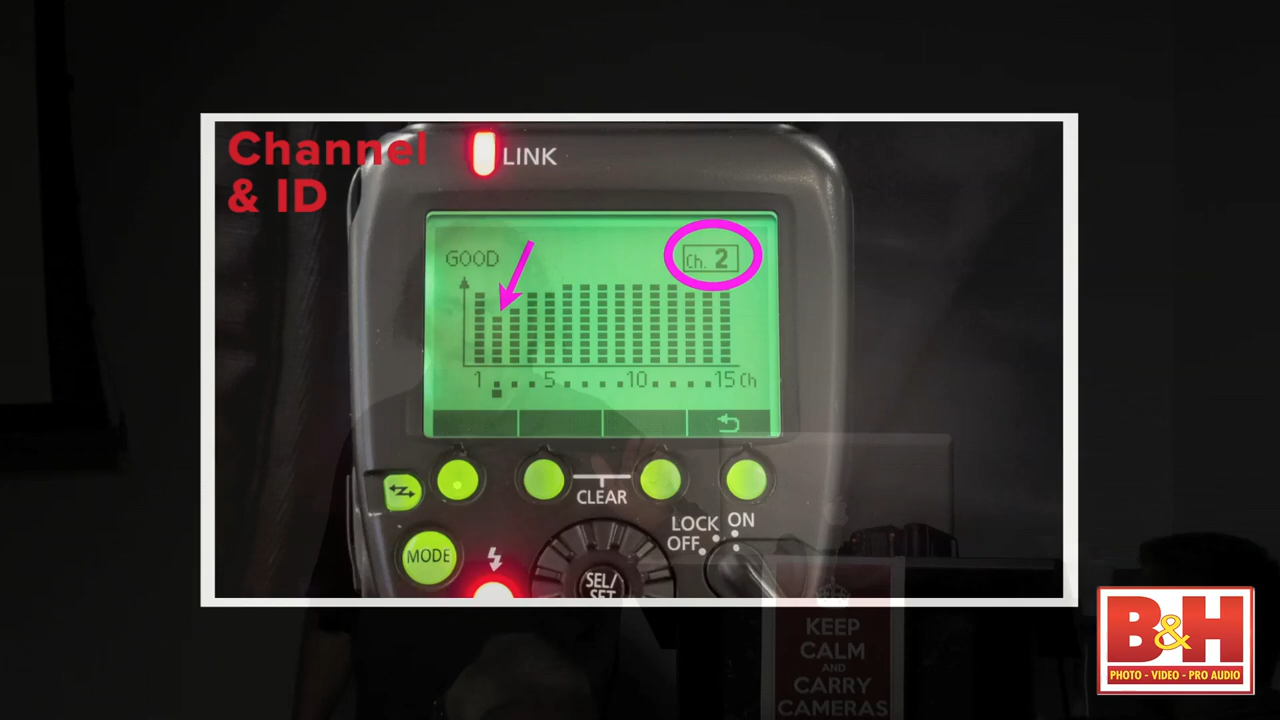 Channel
& ID
LINK
GOOD
Ch. 2
1 5 10 15 Ch
CLEAR
LOCK ON
OFF
MODE
SEL/
SET
KEEP
CALM
AND
CARRY
CAMERAS
B&H
PHOTO - VIDEO - PRO AUDIO